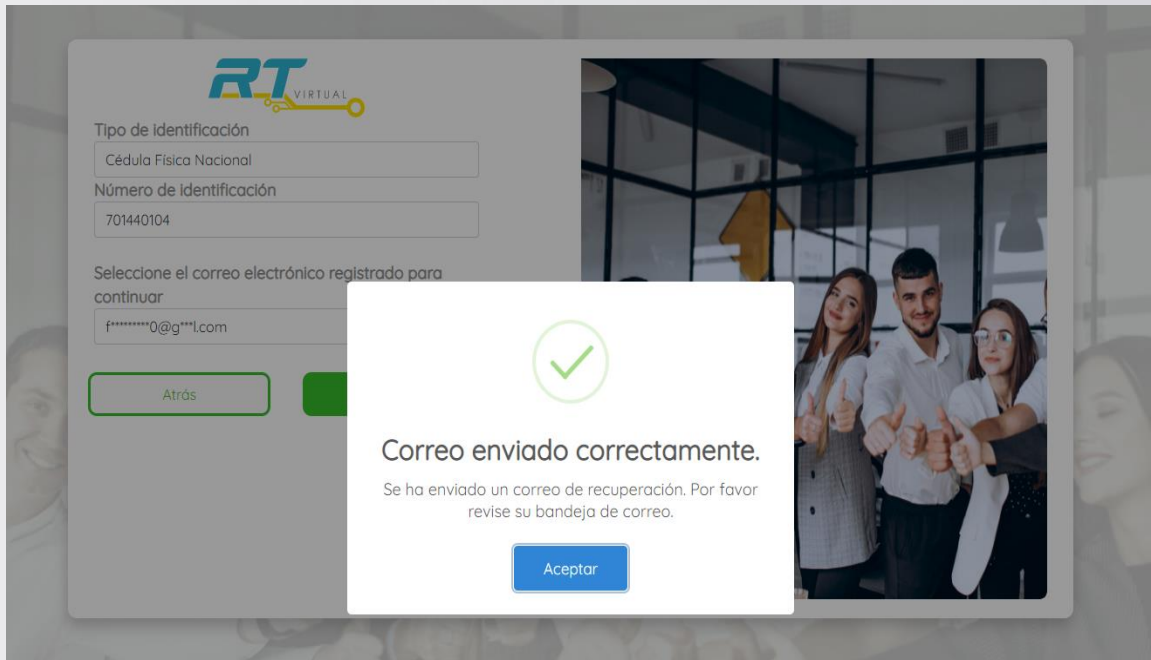 RT
VIRTUAL
Tipo de identificación
Cédula Física Nacional
Número de identificación
701440104
Seleccione el correo electrónico registrado para
continuar
f*********0@g***l.com
Atrás
Correo enviado correctamente.
Se ha enviado un correo de recuperación. Por favor
revise su bandeja de correo.
Aceptar